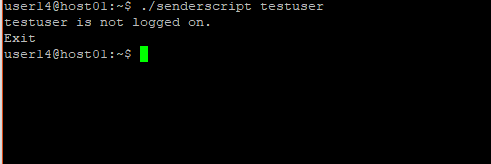 user14@host01:~$ ./senderscript testuser
testuser is not logged on.
Exit
user14@host01:~$